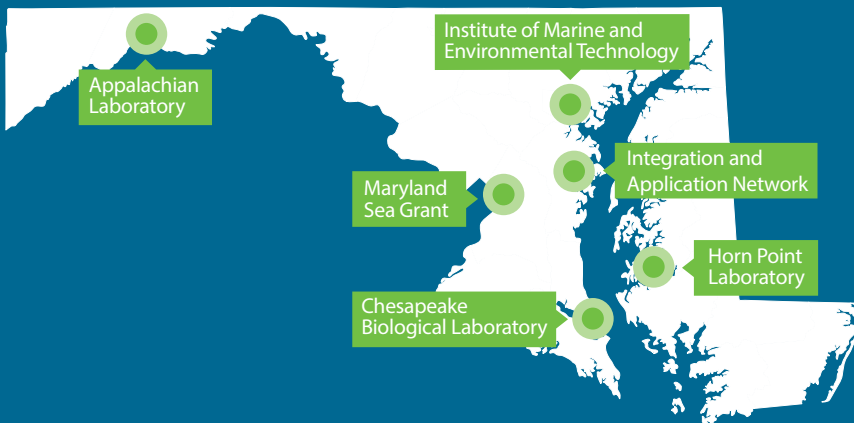 Institute of Marine and
Environmental Technology
Appalachian
Laboratory
Integration and
Application Network
Maryland
Sea Grant
Horn Point
Laboratory
Chesapeake
Biological Laboratory